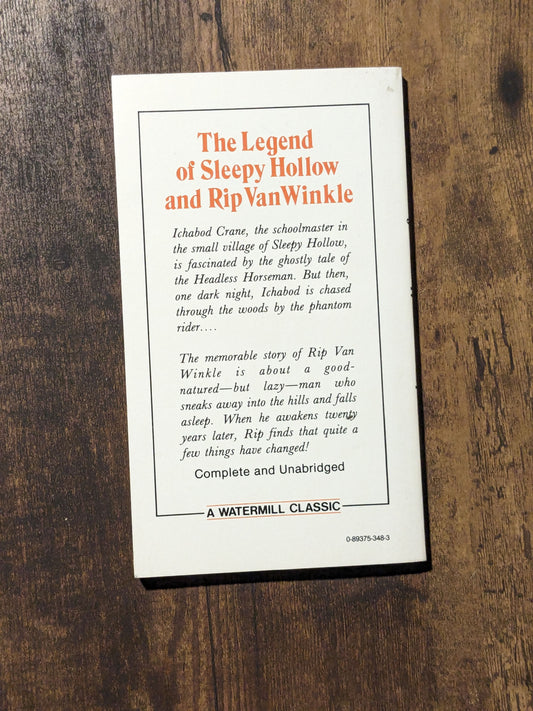 The Legend
of Sleepy Hollow
and Rip Van Winkle
Ichabod Crane, the schoolmaster in
the small village of Sleepy Hollow,
is fascinated by the ghostly tale of
the Headless Horseman. But then,
one dark night, Ichabod is chased
through the woods by the phantom
rider....
The memorable story of Rip Van
Winkle is about a good-
natured—but lazy—man who
sneaks away into the hills and falls
asleep. When he awakens twenty
years later, Rip finds that quite a
few things have changed!
Complete and Unabridged
A WATERMILL CLASSIC
0-89375-348-3